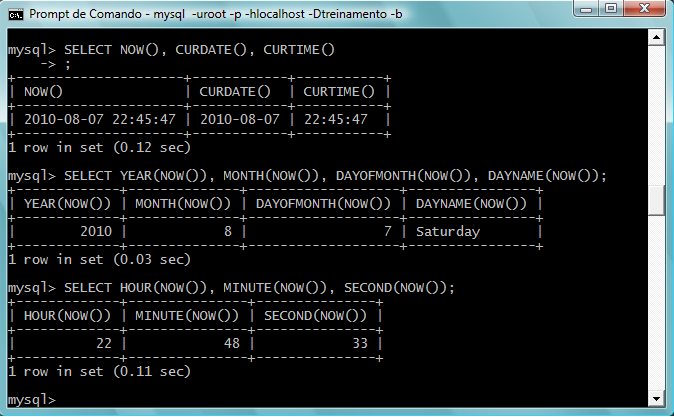 Prompt de Comando - mysql  -uroot -p -hlocalhost -Dtreinamento -b
mysql> SELECT NOW(), CURDATE(), CURTIME()
    -> ;
+---------------------+------------+-----------+
| NOW()               | CURDATE()  | CURTIME() |
+---------------------+------------+-----------+
| 2010-08-07 22:45:47 | 2010-08-07 | 22:45:47  |
+---------------------+------------+-----------+
1 row in set (0.12 sec)
mysql> SELECT YEAR(NOW()), MONTH(NOW()), DAYOFMONTH(NOW()), DAYNAME(NOW());
+-------------+--------------+-------------------+----------------+
| YEAR(NOW()) | MONTH(NOW()) | DAYOFMONTH(NOW()) | DAYNAME(NOW()) |
+-------------+--------------+-------------------+----------------+
|        2010 |            8 |                 7 | Saturday       |
+-------------+--------------+-------------------+----------------+
1 row in set (0.03 sec)
mysql> SELECT HOUR(NOW()), MINUTE(NOW()), SECOND(NOW());
+-------------+---------------+---------------+
| HOUR(NOW()) | MINUTE(NOW()) | SECOND(NOW()) |
+-------------+---------------+---------------+
|          22 |            48 |            33 |
+-------------+---------------+---------------+
1 row in set (0.11 sec)
mysql>